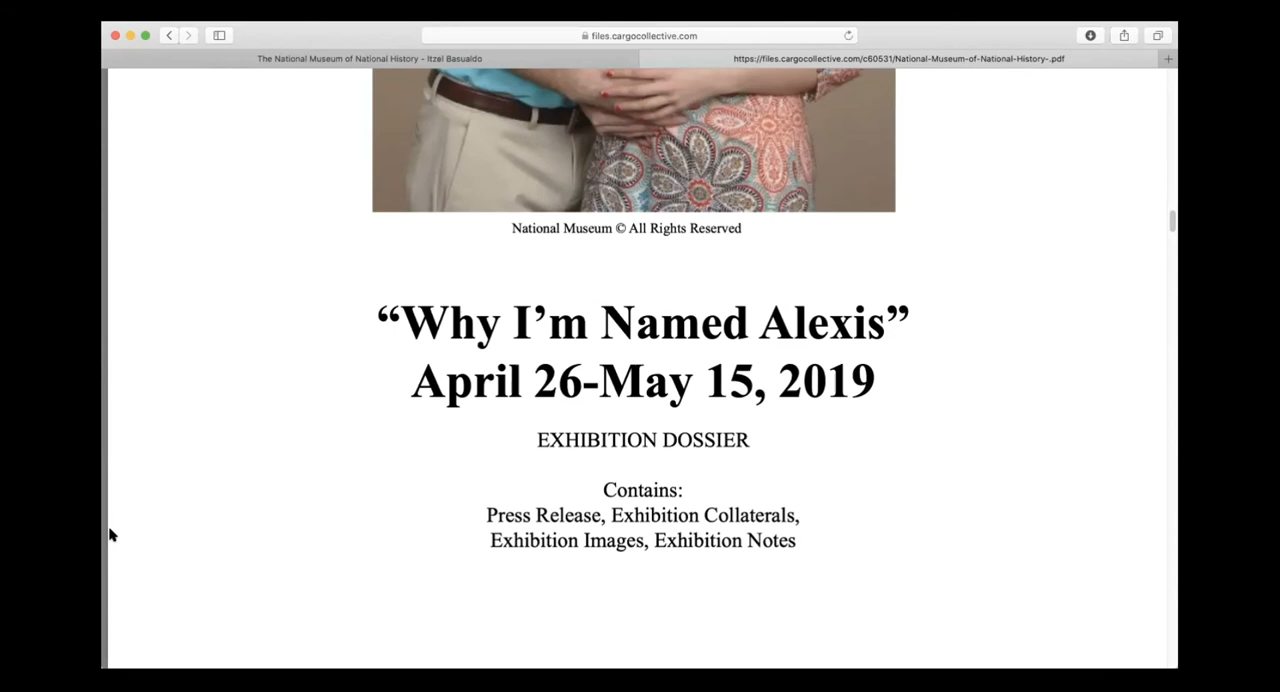 files.cargocollective.com
The National Museum of National History - Itzel Basualdo
https://files.cargocollective.com/c60531/National-Museum-of-National-History-.pdf
National Museum © All Rights Reserved
“Why I’m Named Alexis”
April 26-May 15, 2019
EXHIBITION DOSSIER
Contains:
Press Release, Exhibition Collaterals,
Exhibition Images, Exhibition Notes